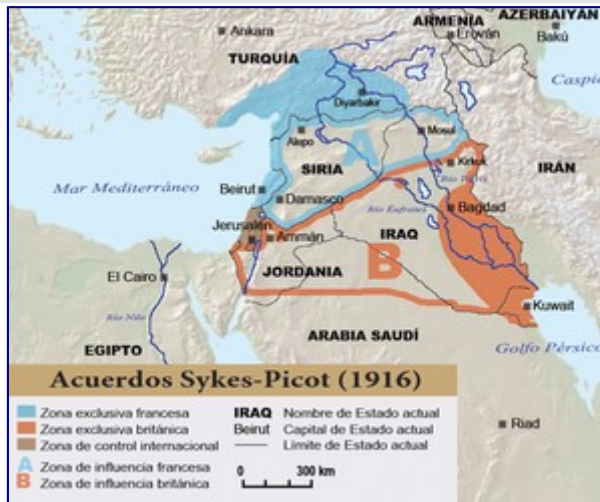 ARMENIA
AZERBAIYÁN
Ankara
Ereván
Bakú
TURQUÍA
Caspio
Diyarbakir
Alepo
Mosul
A
SIRIA
Kirkuk
IRÁN
Mar Mediterráneo
Beirut
Damasco
Río Tigris
Río Eufrates
Bagdad
Jerusalén
Ammán
IRAQ
B
El Cairo
JORDANIA
Kuwait
Río Nilo
ARABIA SAUDÍ
Golfo Pérsico
EGIPTO
Acuerdos Sykes-Picot (1916)
Zona exclusiva francesa
Zona exclusiva británica
Zona de control internacional
A Zona de influencia francesa
B Zona de influencia británica
IRAQ Nombre de Estado actual
Beirut Capital de Estado actual
Límite de Estado actual
0 300 km
Riad